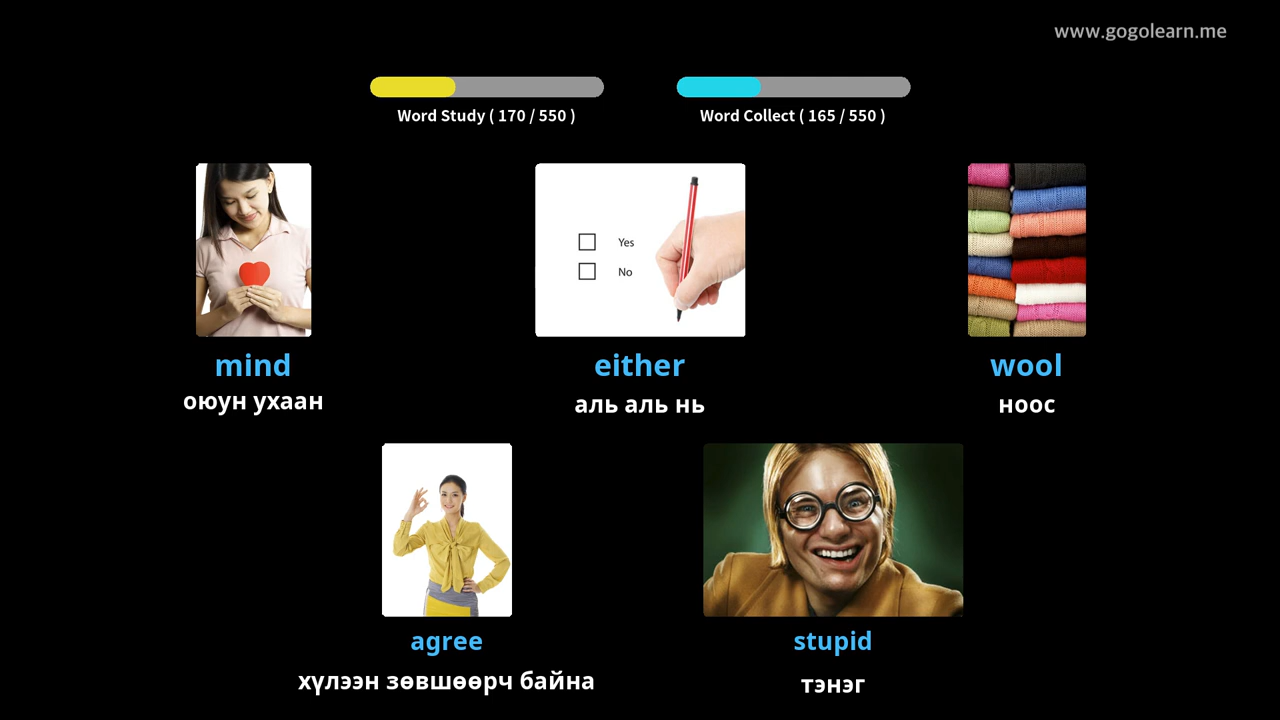 www.gogolearn.me
Word Study ( 170 / 550 )
Word Collect ( 165 / 550 )
Yes
No
mind
оюун ухаан
either
аль аль нь
wool
ноос
agree
хүлээн зөвшөөрч байна
stupid
тэнэг